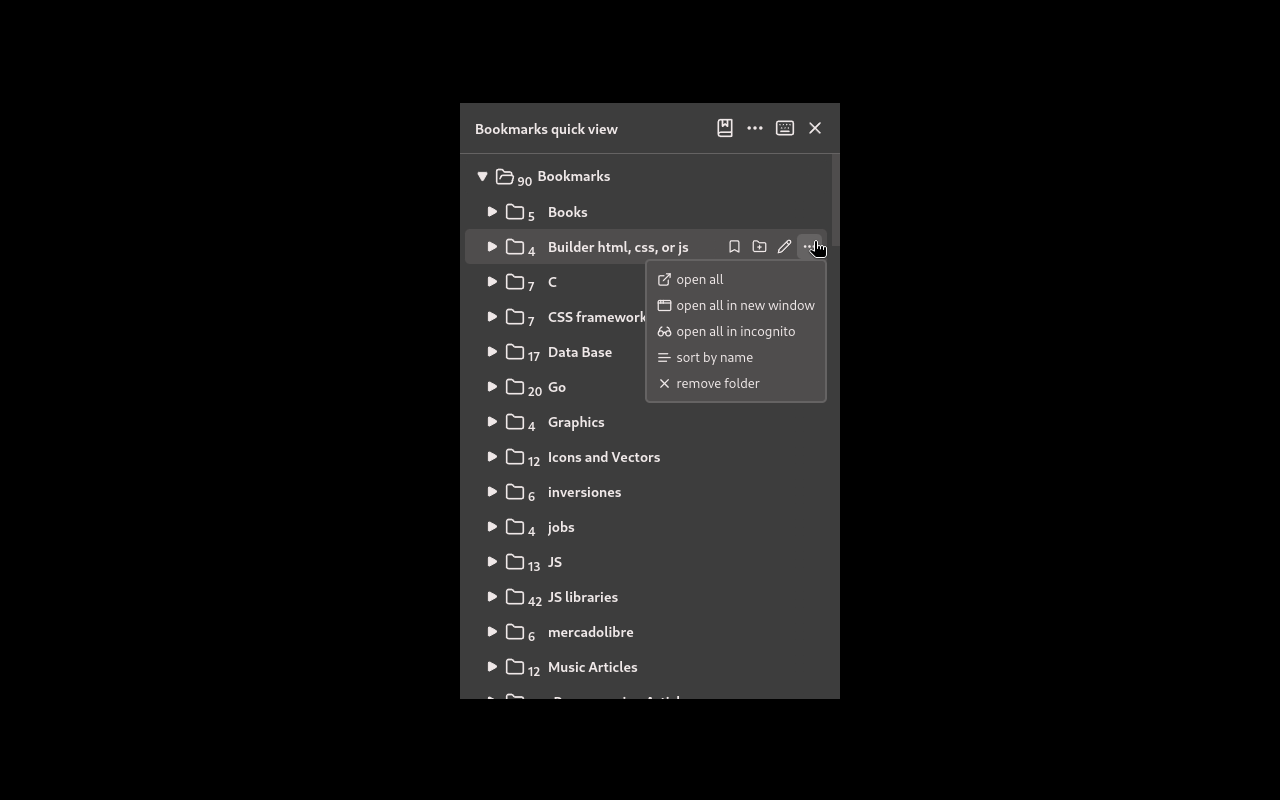 Bookmarks quick view
90 Bookmarks
5 Books
4 Builder html, css, or js
open all
open all in new window
open all in incognito
sort by name
remove folder
7 C
7 CSS framework
17 Data Base
20 Go
4 Graphics
12 Icons and Vectors
6 inversiones
4 jobs
13 JS
42 JS libraries
6 mercadolibre
12 Music Articles